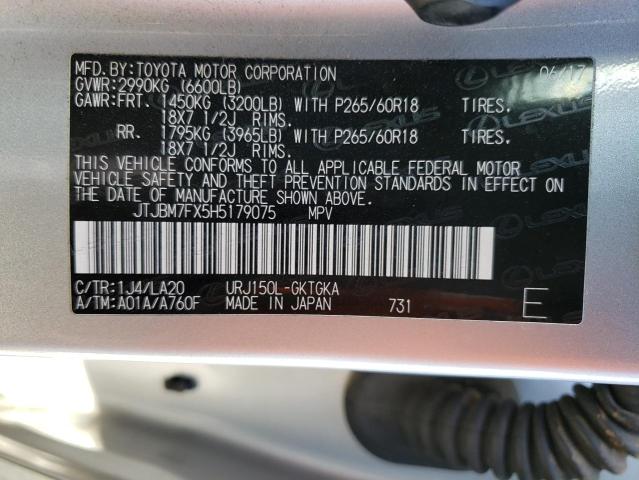 MFD.BY:TOYOTA MOTOR CORPORATION 06/17
GVWR:2990KG (6600LB)
GAWR:FRT. 1450KG (3200LB) WITH P265/60R18 TIRES.
18X7 1/2J RIMS.
RR. 1795KG (3965LB) WITH P265/60R18 TIRES.
18X7 1/2J RIMS.
THIS VEHICLE CONFORMS TO ALL APPLICABLE FEDERAL MOTOR
VEHICLE SAFETY AND THEFT PREVENTION STANDARDS IN EFFECT ON
THE DATE OF MANUFACTURE SHOWN ABOVE.
JTJBM7FX5H5179075 MPV
C/TR:1J4/LA20 URJ150L-GKTGKA
A/TM:A01A/A760F MADE IN JAPAN 731 E